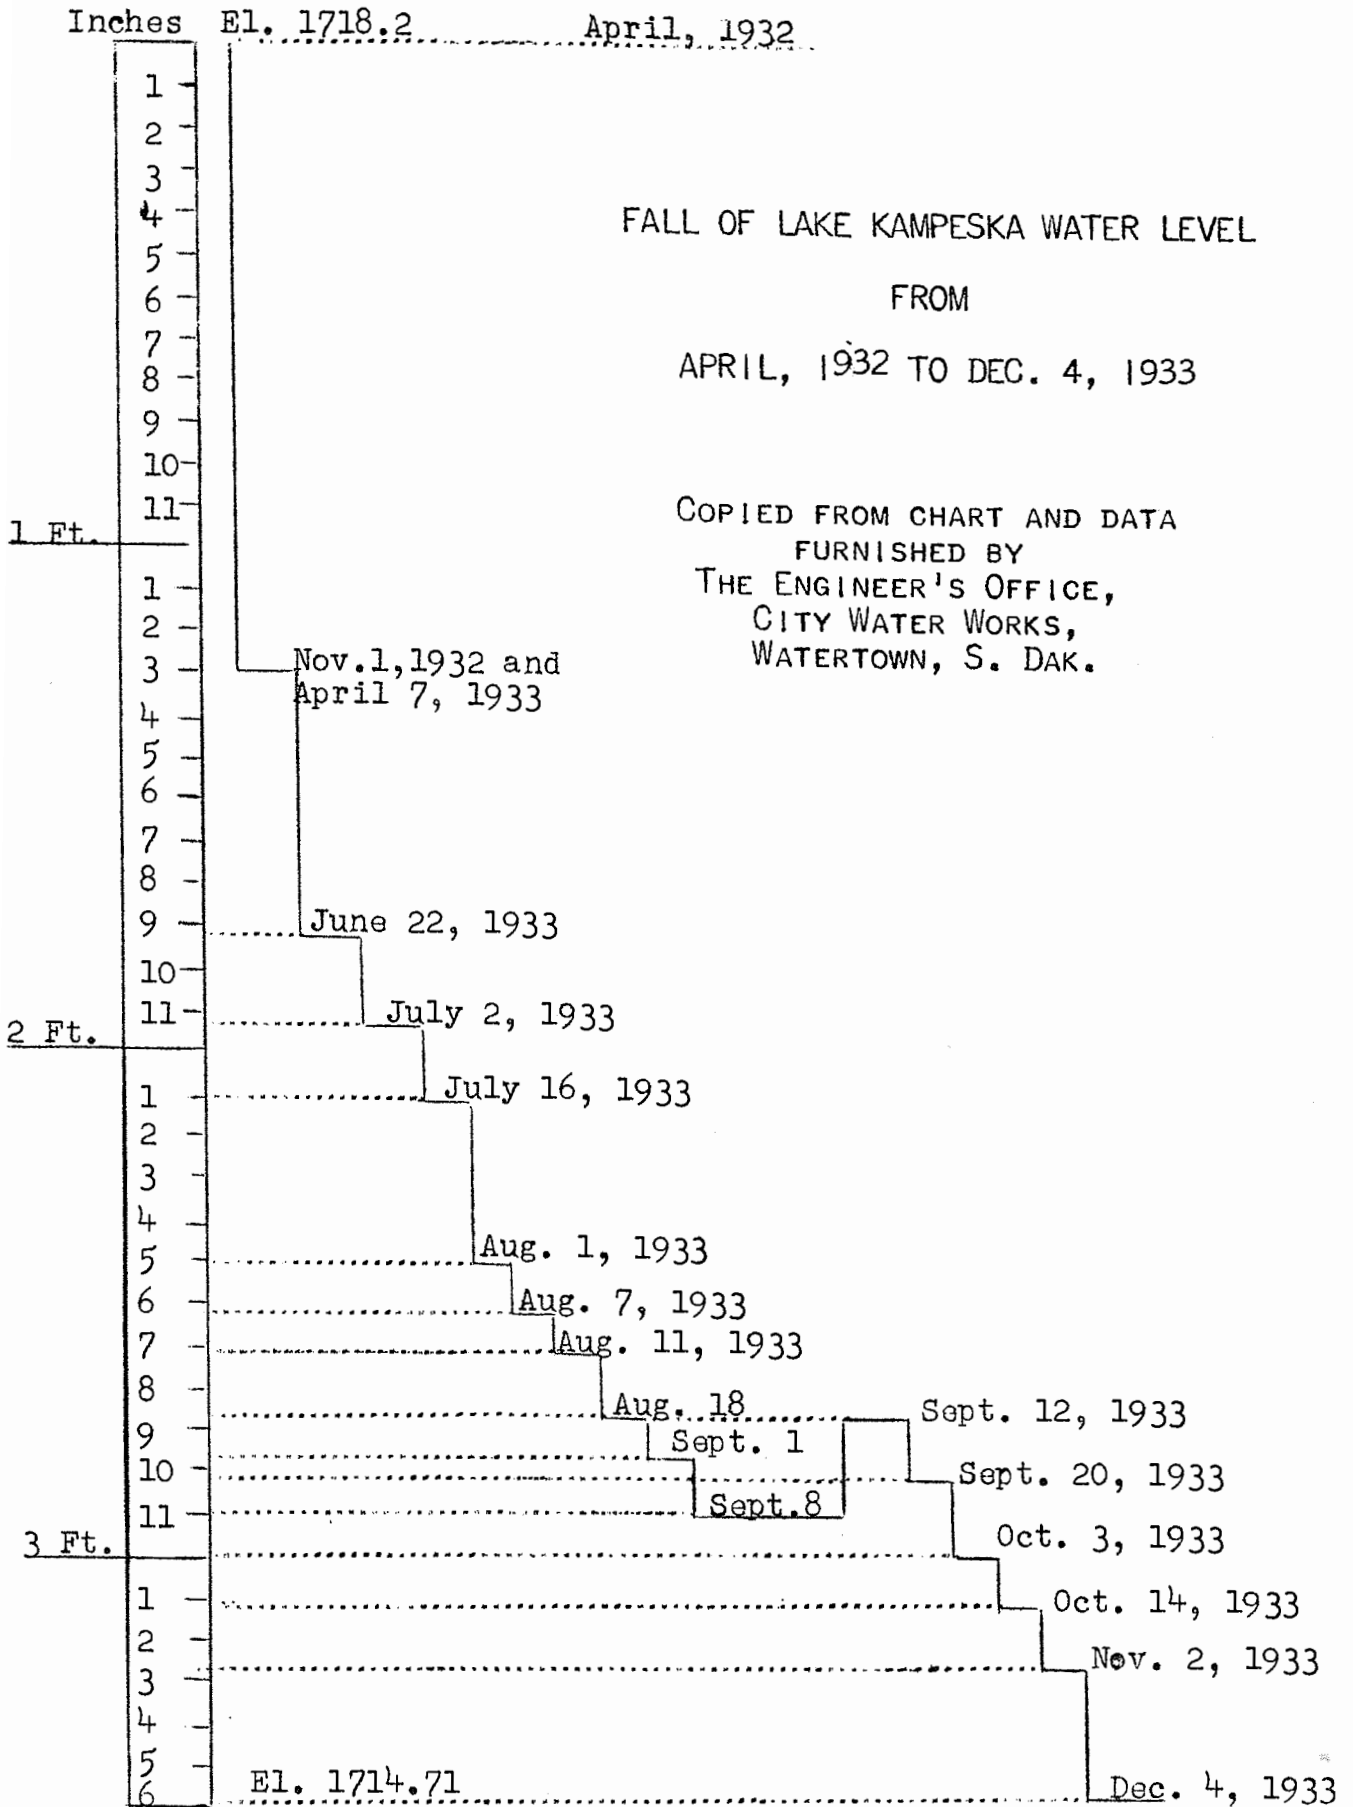 Inches El. 1718.2 April, 1932
1
2
3
4
FALL OF LAKE KAMPESKA WATER LEVEL
5
6
FROM
7
APRIL, 1932 TO DEC. 4, 1933
8
9
10
11
COPIED FROM CHART AND DATA
1 Ft.
FURNISHED BY
1
THE ENGINEER'S OFFICE,
2
CITY WATER WORKS,
3
WATERTOWN, S. DAK.
Nov.1,1932 and
April 7, 1933
4
5
6
7
8
9
June 22, 1933
10
11
July 2, 1933
2 Ft.
1
July 16, 1933
2
3
4
5
Aug. 1, 1933
6
Aug. 7, 1933
7
Aug. 11, 1933
8
Aug. 18
Sept. 12, 1933
9
Sept. 1
10
Sept. 20, 1933
11
Sept.8
3 Ft.
Oct. 3, 1933
1
Oct. 14, 1933
2
Nov. 2, 1933
3
4
5
6
El. 1714.71
Dec. 4, 1933